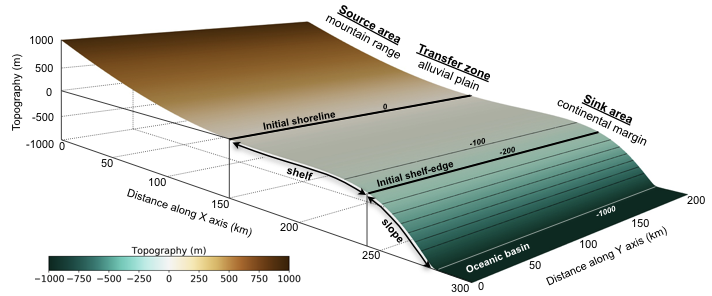 Source area
mountain range
Transfer zone
alluvial plain
Sink area
continental margin
Topography (m)
1000
500
0
-500
-1000
0
50
100
150
200
250
300
Distance along X axis (km)
Initial shoreline
0
-100
-200
Initial shelf-edge
shelf
slope
-1000
Oceanic basin
0
50
100
150
200
Distance along Y axis (km)
Topography (m)
−1000 −750 −500 −250 0 250 500 750 1000